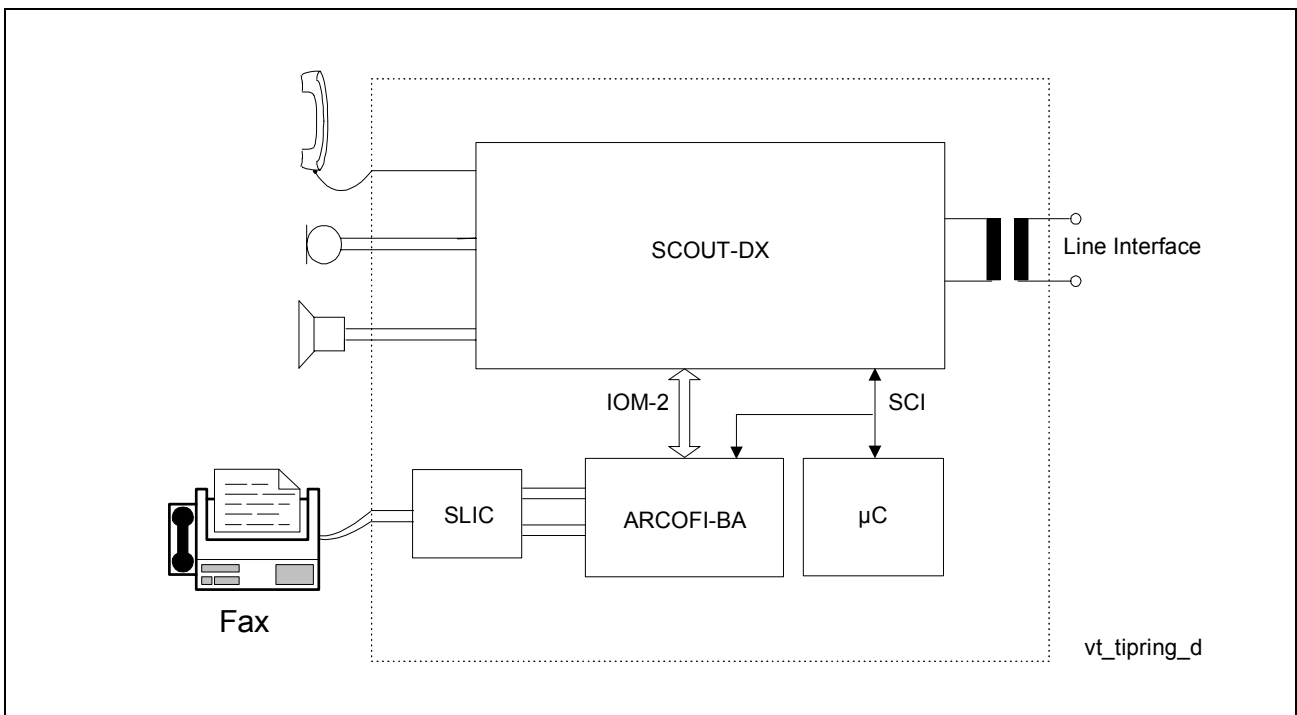 SCOUT-DX
Line Interface
IOM-2
SCI
SLIC
ARCOFI-BA
µC
Fax
vt_tipring_d